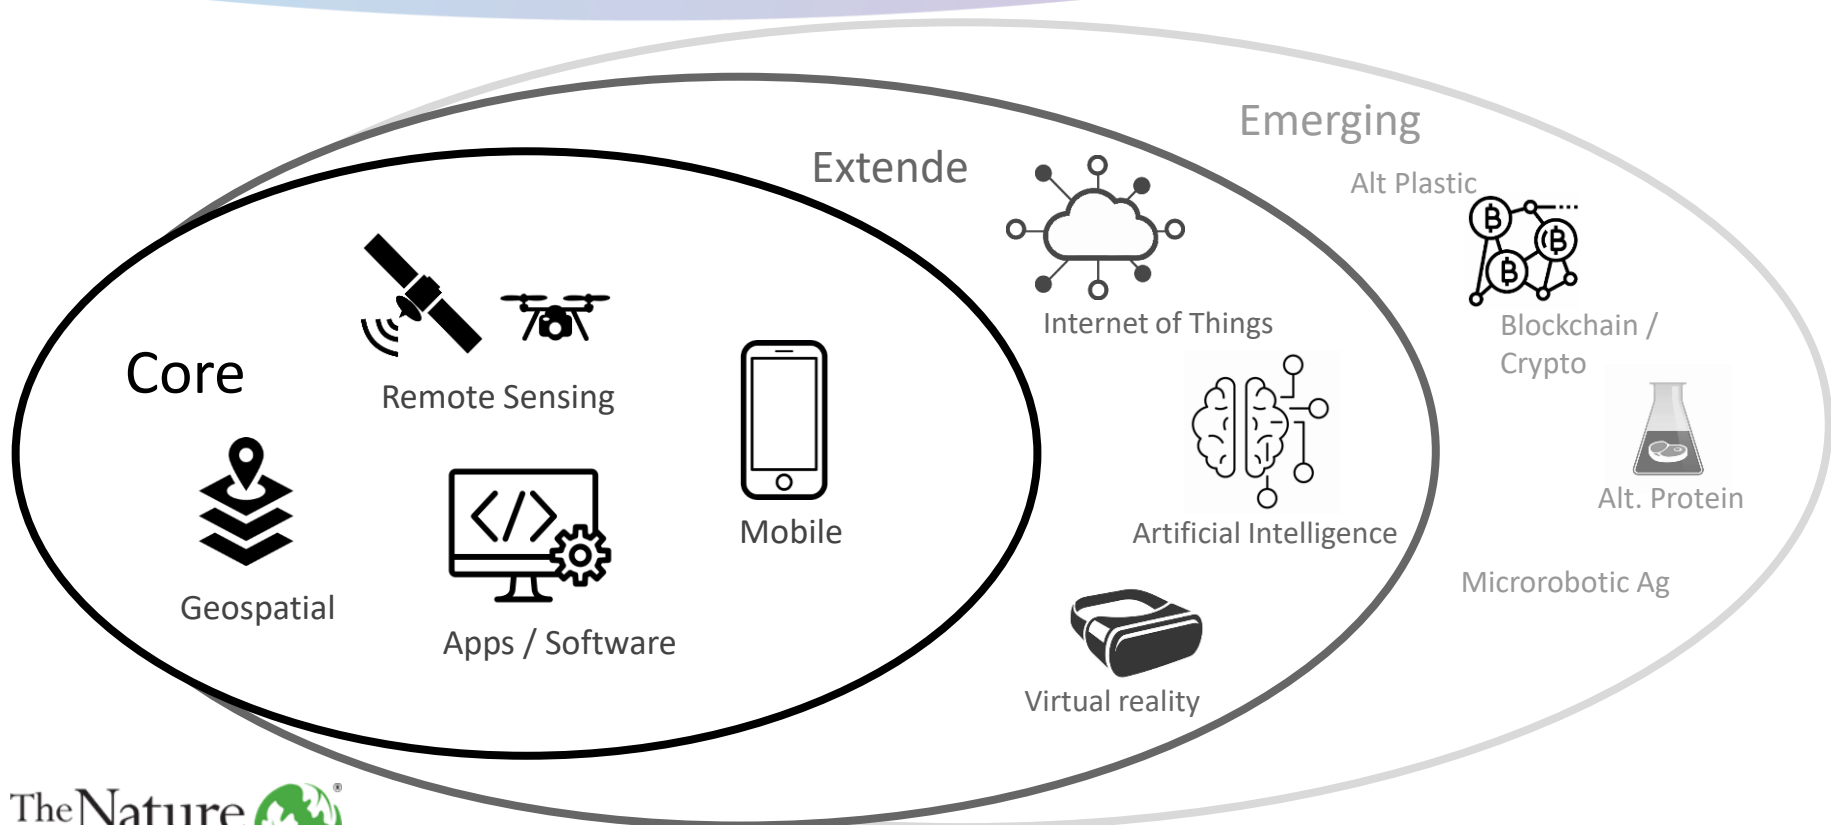 Emerging
Extende
Alt Plastic
Internet of Things
Blockchain /
Crypto
Core
Remote Sensing
Alt. Protein
Mobile
Artificial Intelligence
Microrobotic Ag
Geospatial
Apps / Software
Virtual reality
The Nature